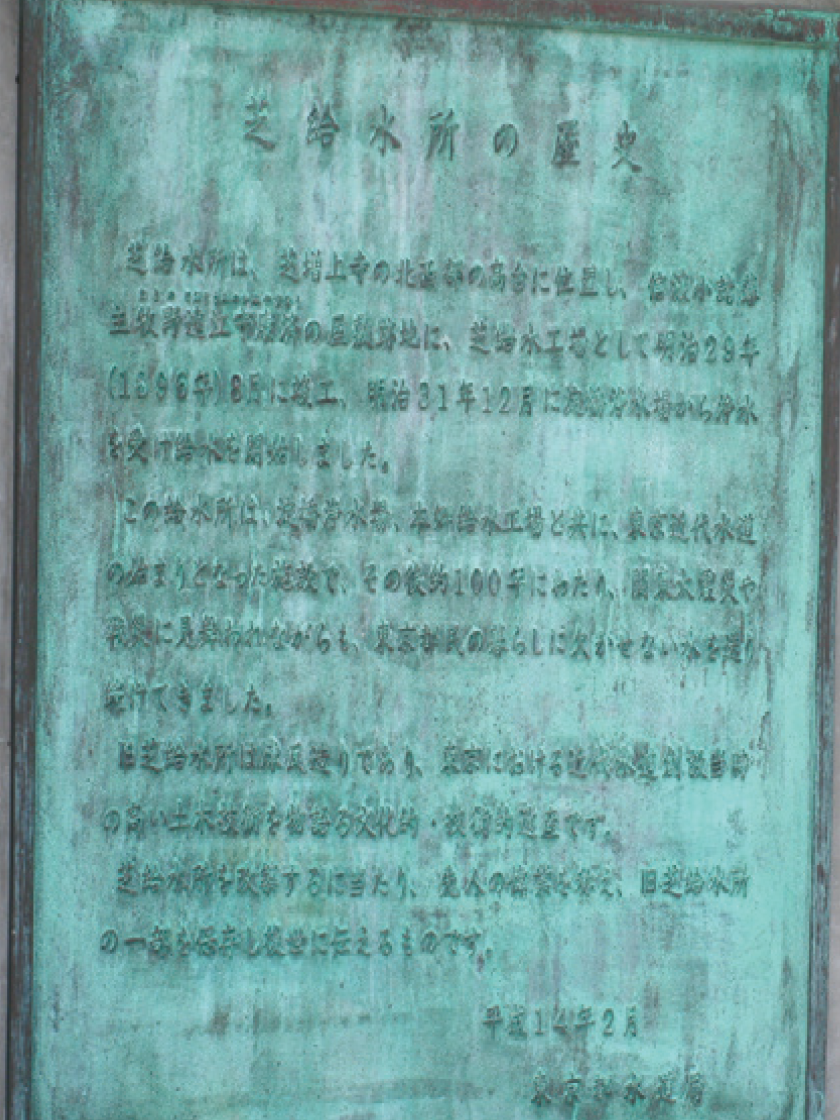 芝給水所の歴史
芝給水所は、芝増上寺の北西部の高台に位置し、信濃小諸藩
主牧野遠江守康済の屋敷跡地に、芝給水工場として明治29年
(1896年)8月に竣工、明治31年12月に淀橋浄水場から浄水
を受け給水を開始しました。
この給水所は、淀橋浄水場、本郷給水工場と共に、東京近代水道
の始まりとなった施設で、その後約100年にわたり、関東大震災や
戦災に見舞われながらも、東京都民の暮らしに欠かせない水を送り
続けてきました。
旧芝給水所は煉瓦造りであり、東京における近代水道創設当時
の高い土木技術を物語る文化的・技術的遺産です。
芝給水所を改築するに当たり、先人の偉業を称え、旧芝給水所
の一部を保存し後世に伝えるものです。
平成14年2月
東京都水道局